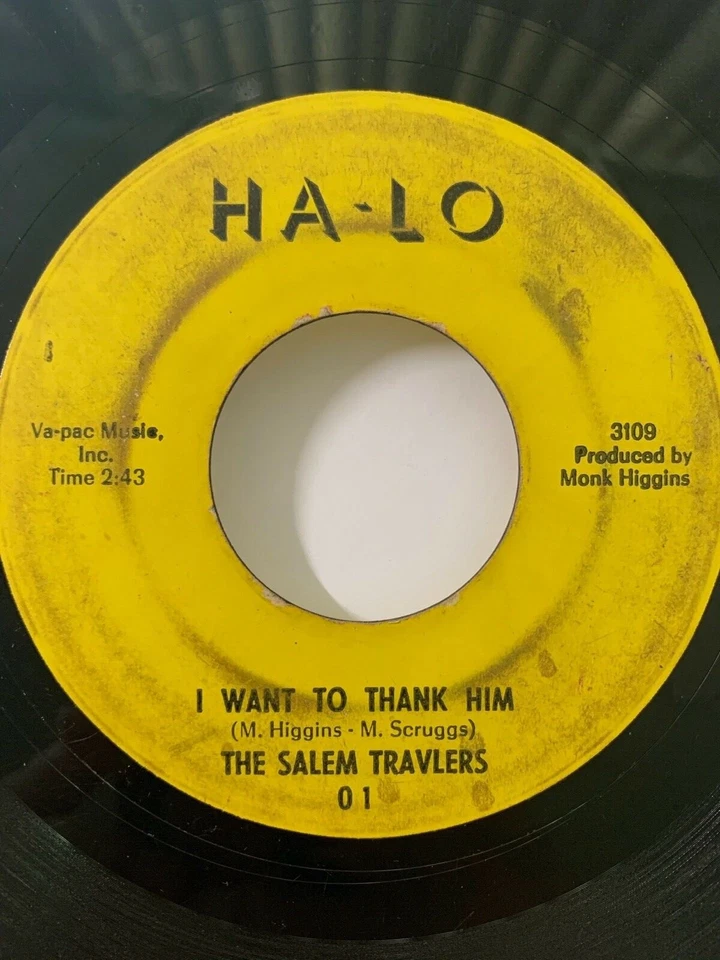 HA-LO
Va-pac Music,
Inc.
Time 2:43
3109
Produced by
Monk Higgins
I WANT TO THANK HIM
(M. Higgins - M. Scruggs)
THE SALEM TRAVLERS
01